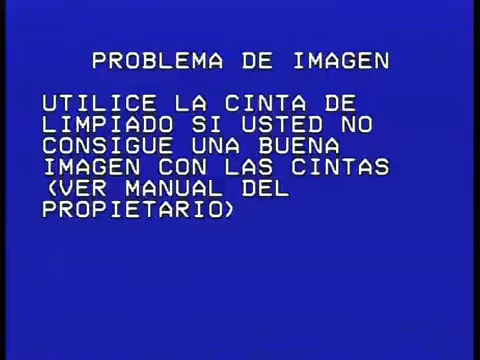 PROBLEMA DE IMAGEN
UTILICE LA CINTA DE
LIMPIADO SI USTED NO
CONSIGUE UNA BUENA
IMAGEN CON LAS CINTAS
(VER MANUAL DEL
PROPIETARIO)